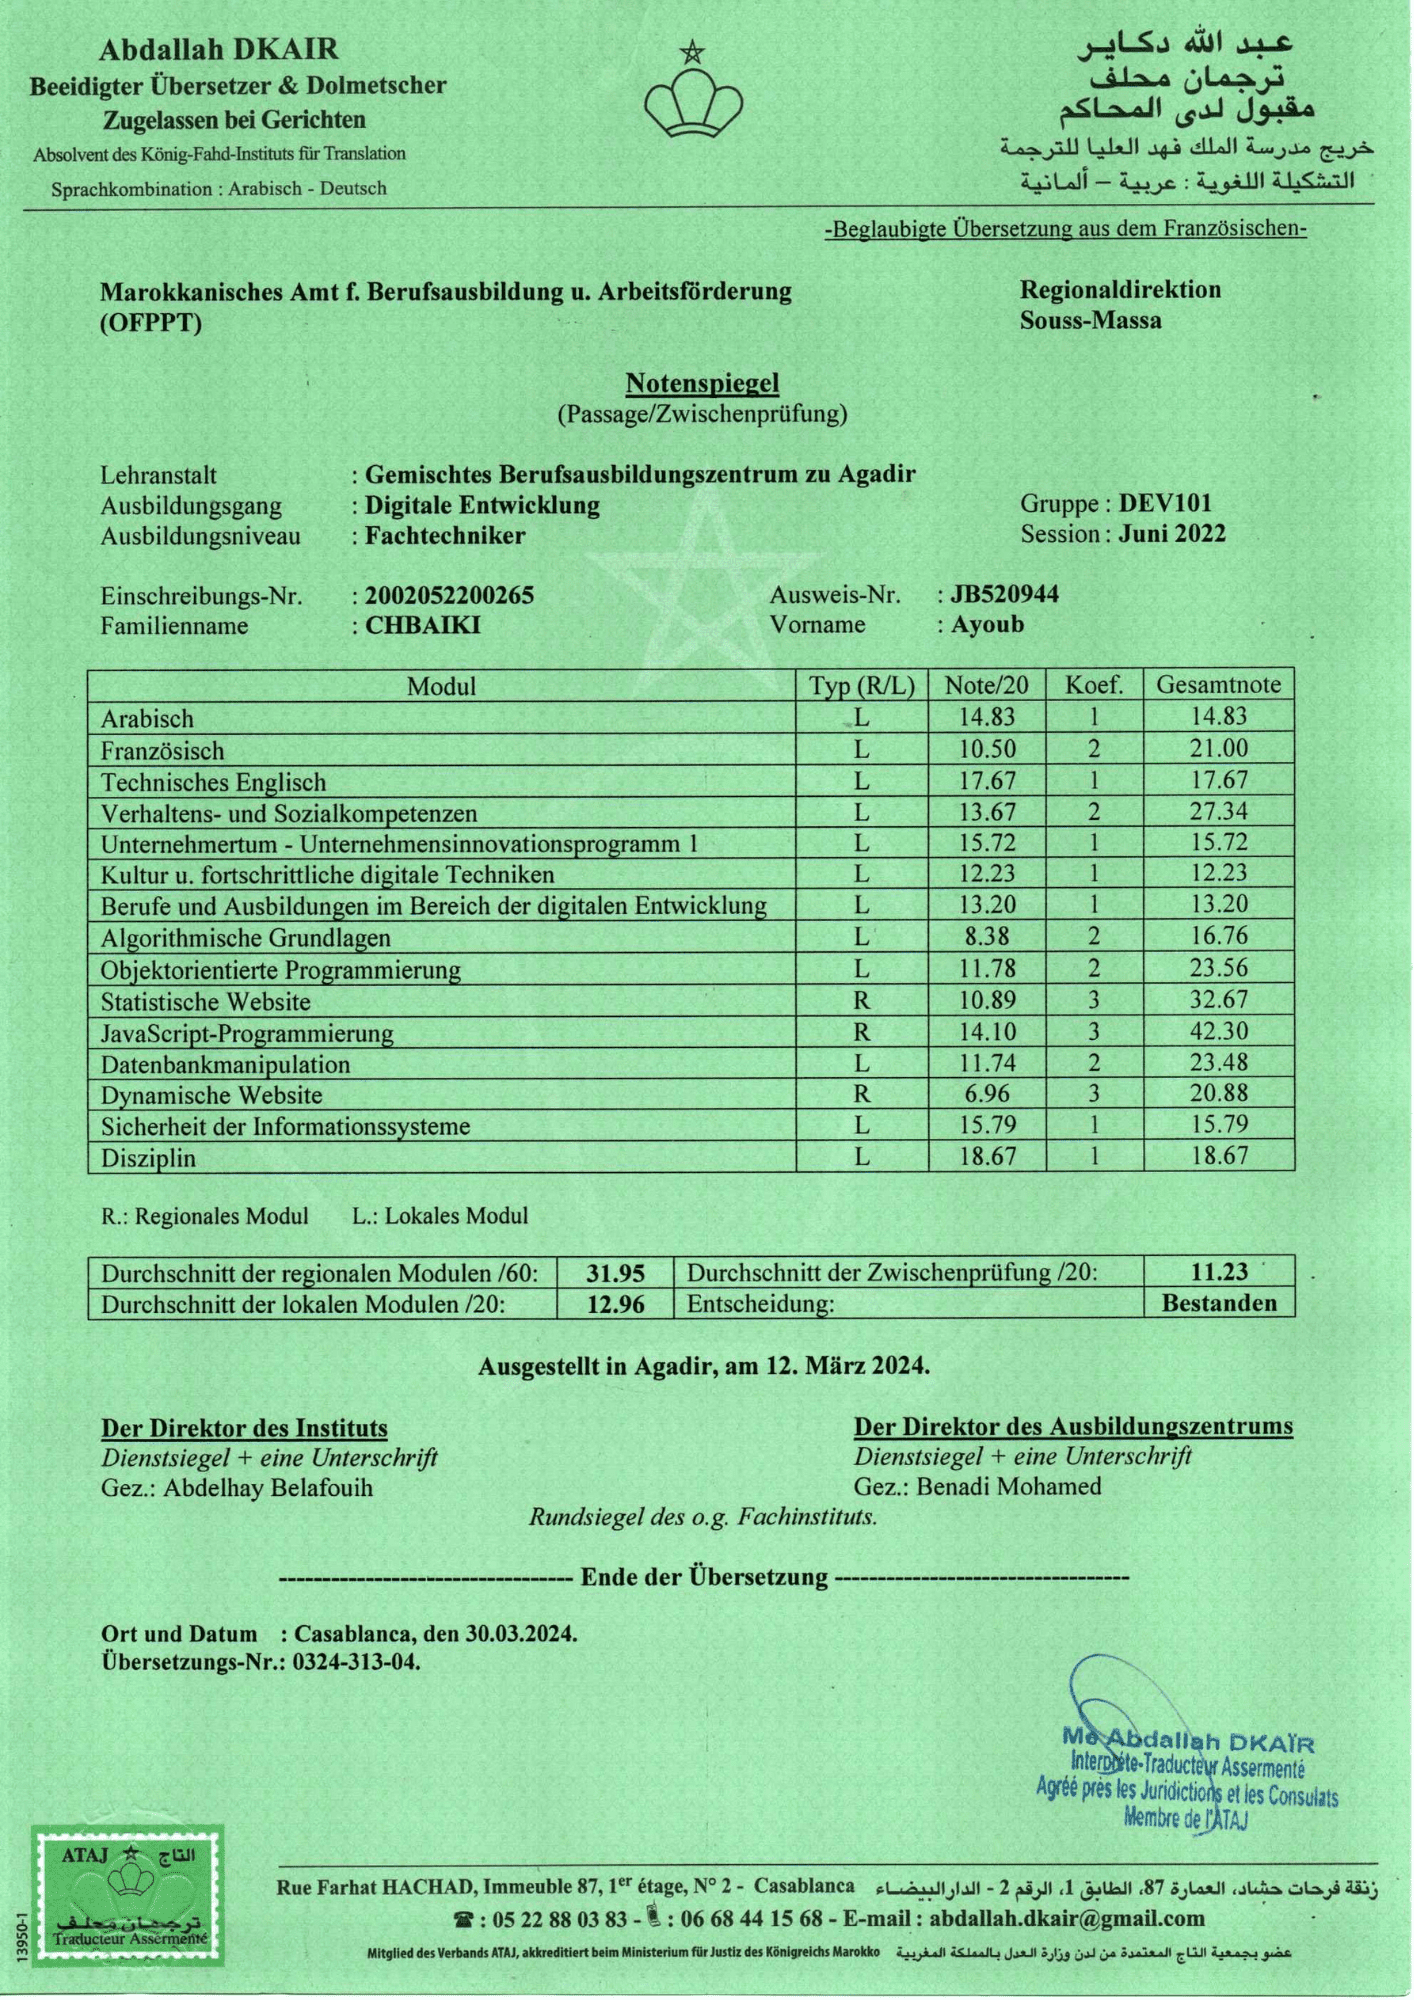 Abdallah DKAIR
Beeidigter Übersetzer & Dolmetscher
Zugelassen bei Gerichten
Absolvent des König-Fahd-Instituts für Translation
Sprachkombination : Arabisch - Deutsch
عبد الله دكاير
ترجمان محلف
مقبول لدى المحاكم
خريج مدرسة الملك فهد العليا للترجمة
التشكيلة اللغوية : عربية – ألمانية
-Beglaubigte Übersetzung aus dem Französischen-
Marokkanisches Amt f. Berufsausbildung u. Arbeitsförderung
(OFPPT)
Regionaldirektion
Souss-Massa
Notenspiegel
(Passage/Zwischenprüfung)
Lehranstalt : Gemischtes Berufsausbildungszentrum zu Agadir
Ausbildungsgang : Digitale Entwicklung Gruppe : DEV101
Ausbildungsniveau : Fachtechniker Session : Juni 2022
Einschreibungs-Nr. : 2002052200265 Ausweis-Nr. : JB520944
Familienname : CHBAIKI Vorname : Ayoub
Modul Typ (R/L) Note/20 Koef. Gesamtnote
Arabisch L 14.83 1 14.83
Französisch L 10.50 2 21.00
Technisches Englisch L 17.67 1 17.67
Verhaltens- und Sozialkompetenzen L 13.67 2 27.34
Unternehmertum - Unternehmensinnovationsprogramm 1 L 15.72 1 15.72
Kultur u. fortschrittliche digitale Techniken L 12.23 1 12.23
Berufe und Ausbildungen im Bereich der digitalen Entwicklung L 13.20 1 13.20
Algorithmische Grundlagen L 8.38 2 16.76
Objektorientierte Programmierung L 11.78 2 23.56
Statistische Website R 10.89 3 32.67
JavaScript-Programmierung R 14.10 3 42.30
Datenbankmanipulation L 11.74 2 23.48
Dynamische Website R 6.96 3 20.88
Sicherheit der Informationssysteme L 15.79 1 15.79
Disziplin L 18.67 1 18.67
R.: Regionales Modul L.: Lokales Modul
Durchschnitt der regionalen Modulen /60: 31.95 Durchschnitt der Zwischenprüfung /20: 11.23
Durchschnitt der lokalen Modulen /20: 12.96 Entscheidung: Bestanden
Ausgestellt in Agadir, am 12. März 2024.
Der Direktor des Instituts Der Direktor des Ausbildungszentrums
Dienstsiegel + eine Unterschrift Dienstsiegel + eine Unterschrift
Gez.: Abdelhay Belafouih Gez.: Benadi Mohamed
Rundsiegel des o.g. Fachinstituts.
---------------------------------- Ende der Übersetzung ----------------------------------
Ort und Datum : Casablanca, den 30.03.2024.
Übersetzungs-Nr.: 0324-313-04.
Me Abdallah DKAÏR
Interprète-Traducteur Assermenté
Agréé près les Juridictions et les Consulats
Membre de l'ATAJ
ATAJ التاج
ترجمان محلف
Traducteur Assermenté
13950-1
Rue Farhat HACHAD, Immeuble 87, 1er étage, N° 2 - Casablanca زنقة فرحات حشاد، العمارة 87، الطابق 1، الرقم 2 - الدار البيضاء
☎ : 05 22 88 03 83 - 📱 : 06 68 44 15 68 - E-mail : abdallah.dkair@gmail.com
Mitglied des Verbands ATAJ, akkreditiert beim Ministerium für Justiz des Königreichs Marokko عضو بجمعية التاج المعتمدة من لدن وزارة العدل بالمملكة المغربية